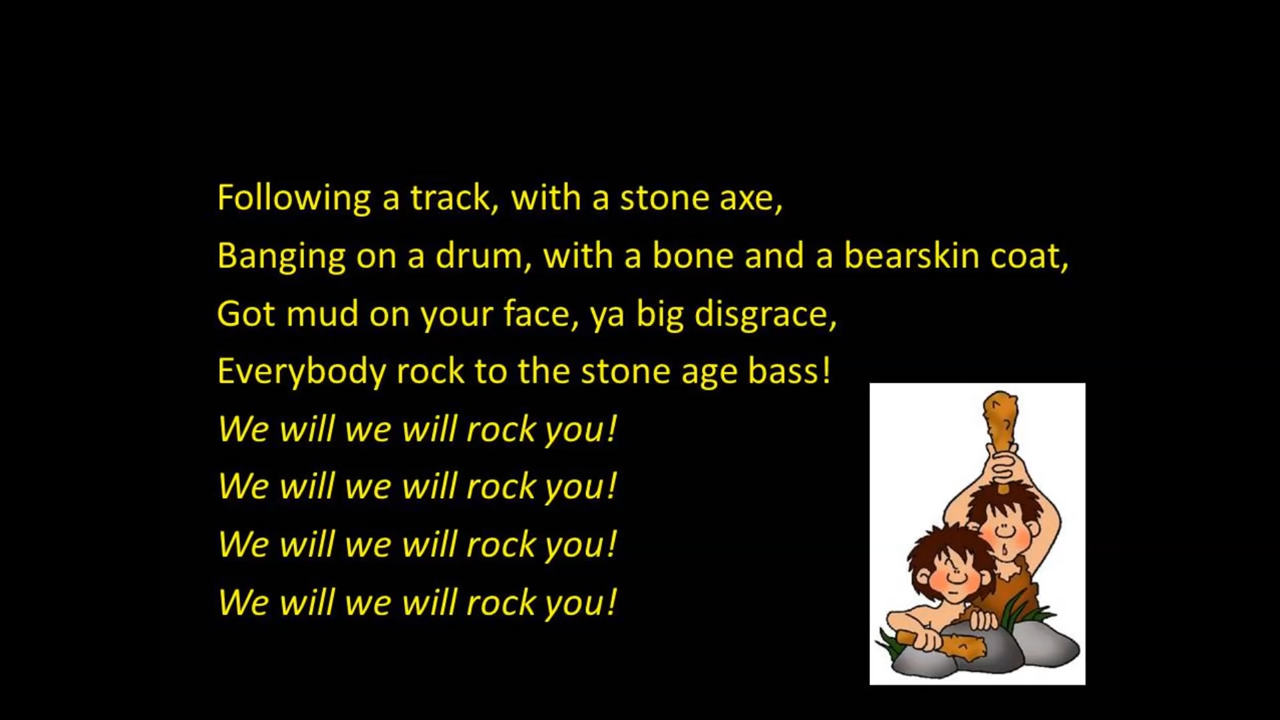 Following a track, with a stone axe,
Banging on a drum, with a bone and a bearskin coat,
Got mud on your face, ya big disgrace,
Everybody rock to the stone age bass!
We will we will rock you!
We will we will rock you!
We will we will rock you!
We will we will rock you!